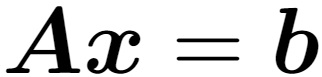 Ax = b